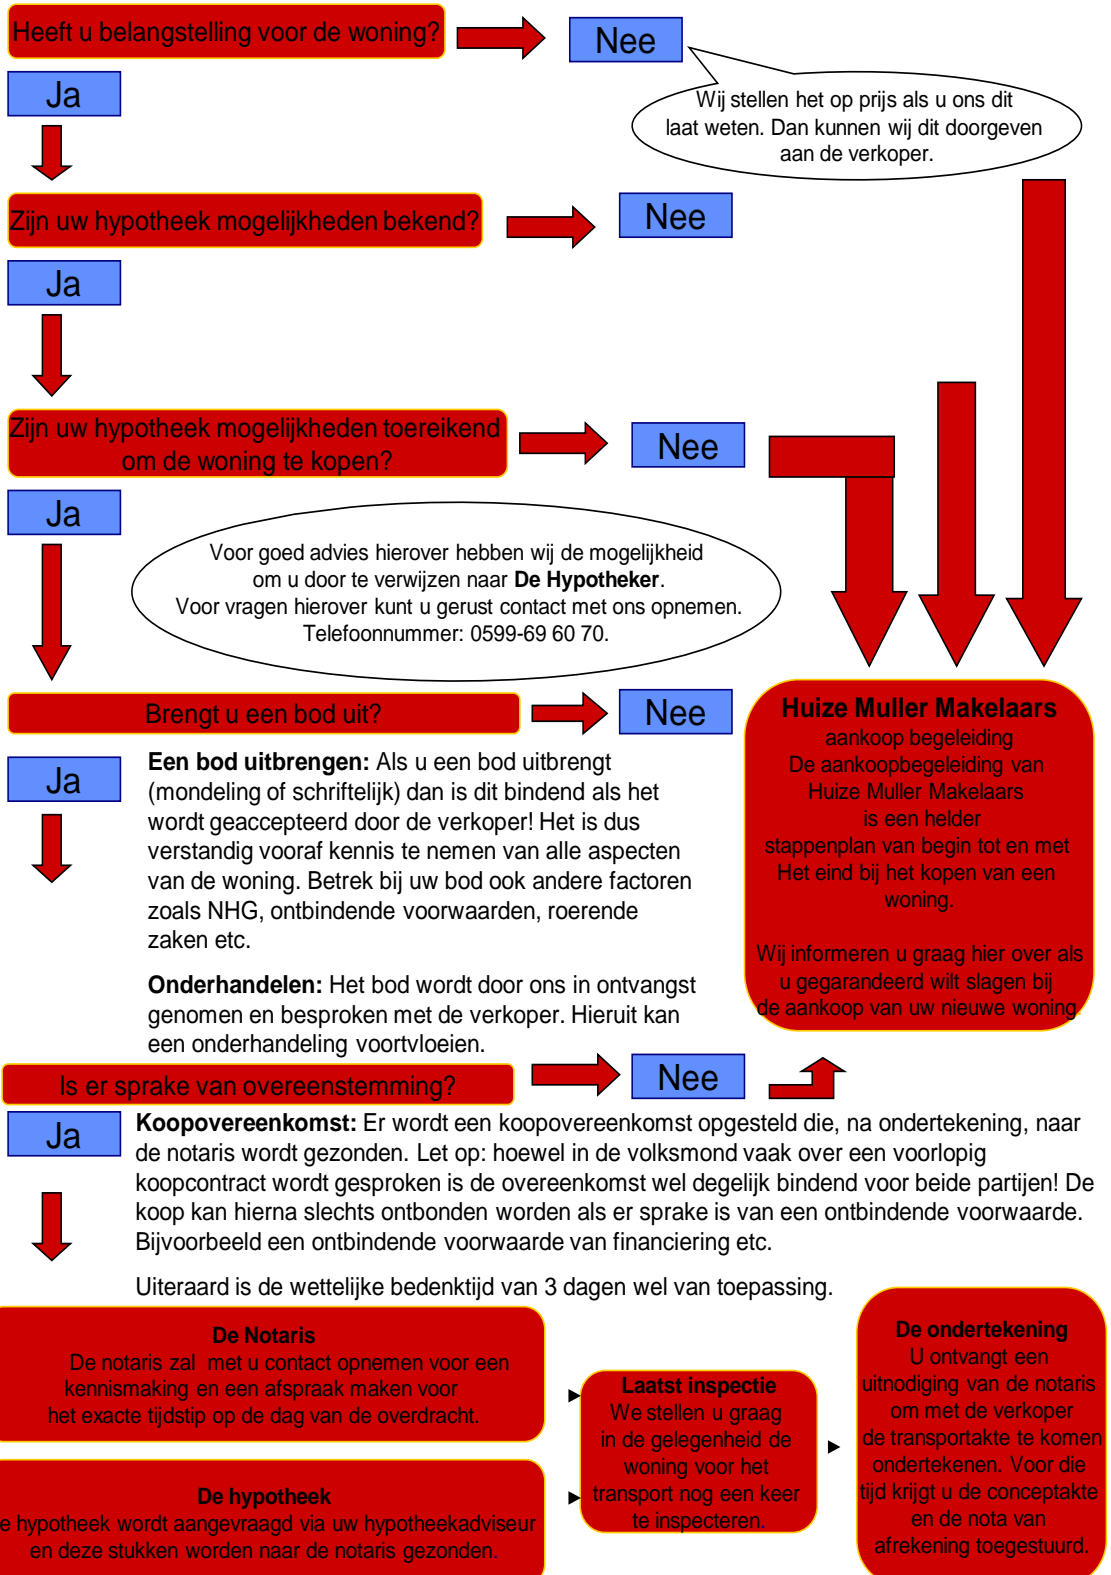 Heeft u belangstelling voor de woning?
Nee
Ja
Wij stellen het op prijs als u ons dit
laat weten. Dan kunnen wij dit doorgeven
aan de verkoper.
Zijn uw hypotheek mogelijkheden bekend?
Nee
Ja
Zijn uw hypotheek mogelijkheden toereikend
om de woning te kopen?
Nee
Ja
Voor goed advies hierover hebben wij de mogelijkheid
om u door te verwijzen naar De Hypotheker.
Voor vragen hierover kunt u gerust contact met ons opnemen.
Telefoonnummer: 0599-69 60 70.
Brengt u een bod uit?
Nee
Huize Muller Makelaars
aankoop begeleiding
De aankoopbegeleiding van
Huize Muller Makelaars
is een helder
stappenplan van begin tot en met
Het eind bij het kopen van een
woning.
Wij informeren u graag hier over als
u gegarandeerd wilt slagen bij
de aankoop van uw nieuwe woning.
Ja
Een bod uitbrengen: Als u een bod uitbrengt
(mondeling of schriftelijk) dan is dit bindend als het
wordt geaccepteerd door de verkoper! Het is dus
verstandig vooraf kennis te nemen van alle aspecten
van de woning. Betrek bij uw bod ook andere factoren
zoals NHG, ontbindende voorwaarden, roerende
zaken etc.
Onderhandelen: Het bod wordt door ons in ontvangst
genomen en besproken met de verkoper. Hieruit kan
een onderhandeling voortvloeien.
Is er sprake van overeenstemming?
Nee
Ja
Koopovereenkomst: Er wordt een koopovereenkomst opgesteld die, na ondertekening, naar
de notaris wordt gezonden. Let op: hoewel in de volksmond vaak over een voorlopig
koopcontract wordt gesproken is de overeenkomst wel degelijk bindend voor beide partijen! De
koop kan hierna slechts ontbonden worden als er sprake is van een ontbindende voorwaarde.
Bijvoorbeeld een ontbindende voorwaarde van financiering etc.
Uiteraard is de wettelijke bedenktijd van 3 dagen wel van toepassing.
De Notaris
De notaris zal met u contact opnemen voor een
kennismaking en een afspraak maken voor
het exacte tijdstip op de dag van de overdracht.
De hypotheek
e hypotheek wordt aangevraagd via uw hypotheekadviseur
en deze stukken worden naar de notaris gezonden.
Laatst inspectie
We stellen u graag
in de gelegenheid de
woning voor het
transport nog een keer
te inspecteren.
De ondertekening
U ontvangt een
uitnodiging van de notaris
om met de verkoper
de transportakte te komen
ondertekenen. Voor die
tijd krijgt u de conceptakte
en de nota van
afrekening toegestuurd.